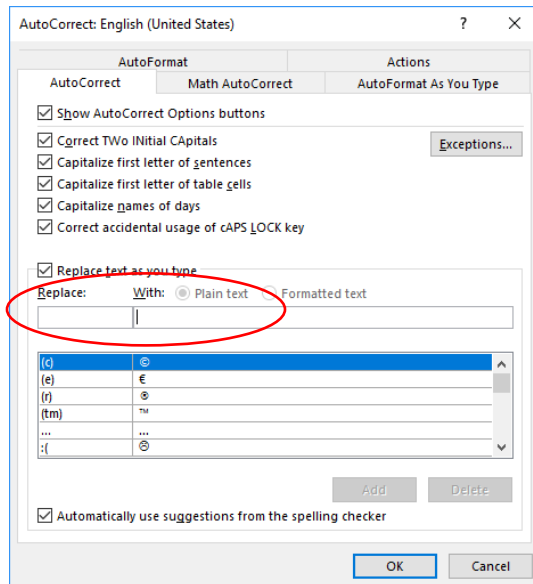 AutoCorrect: English (United States) ? ×
AutoFormat Actions
AutoCorrect Math AutoCorrect AutoFormat As You Type
Show AutoCorrect Options buttons
Correct TWo INitial CApitals Exceptions...
Capitalize first letter of sentences
Capitalize first letter of table cells
Capitalize names of days
Correct accidental usage of cAPS LOCK key
Replace text as you type
Replace: With: Plain text Formatted text
(c) ©
(e) €
(r) ®
(tm) ™
... ...
:( ☹
Add Delete
Automatically use suggestions from the spelling checker
OK Cancel